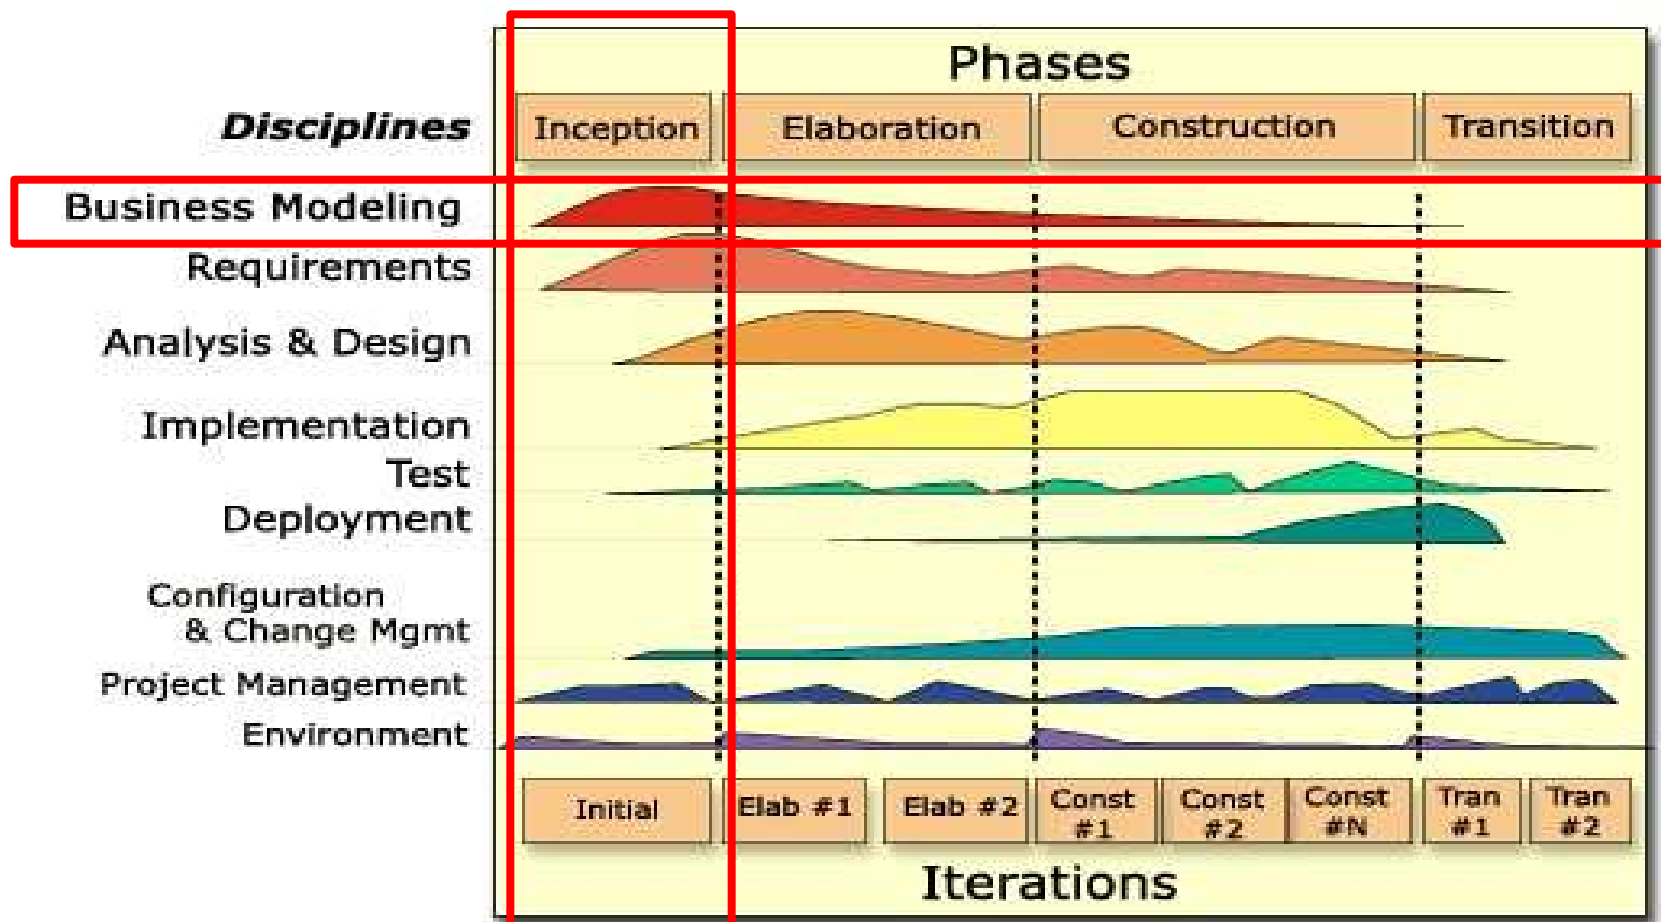 Phases
Disciplines
Inception
Elaboration
Construction
Transition
Business Modeling
Requirements
Analysis & Design
Implementation
Test
Deployment
Configuration
& Change Mgmt
Project Management
Environment
Initial
Elab #1
Elab #2
Const
#1
Const
#2
Const
#N
Tran
#1
Tran
#2
Iterations